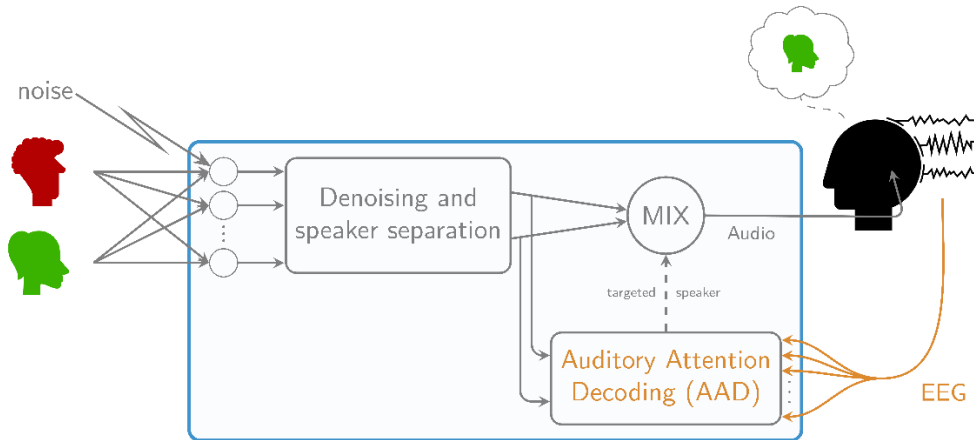 noise
Denoising and
speaker separation
MIX
Audio
targeted speaker
Auditory Attention
Decoding (AAD)
EEG